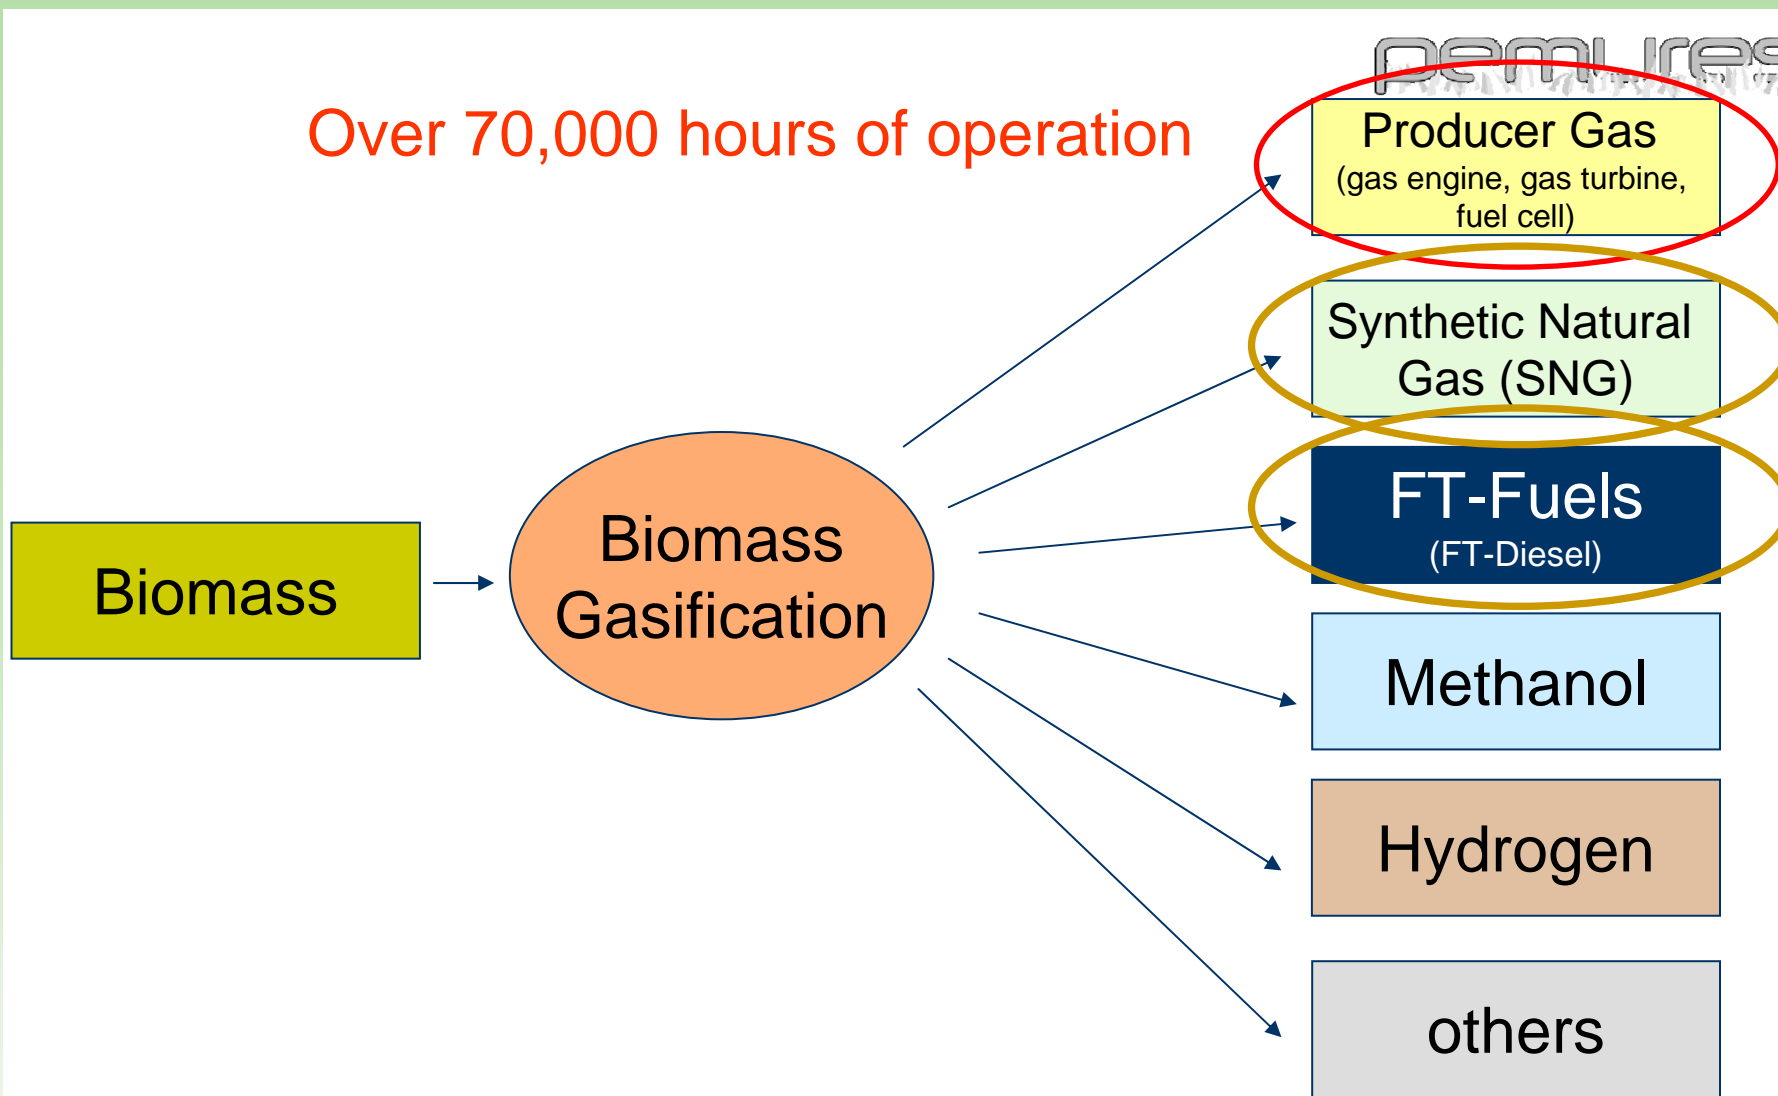 pemures
Over 70,000 hours of operation
Producer Gas
(gas engine, gas turbine,
fuel cell)
Synthetic Natural
Gas (SNG)
FT-Fuels
(FT-Diesel)
Biomass
Gasification
Biomass
Methanol
Hydrogen
others